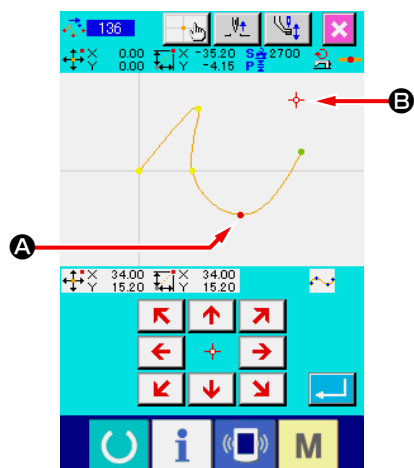 136
X 0.00 X -35.20 S 2700
Y 0.00 Y -4.15 P
B
A
X 34.00 X 34.00
Y 15.20 Y 15.20
i M